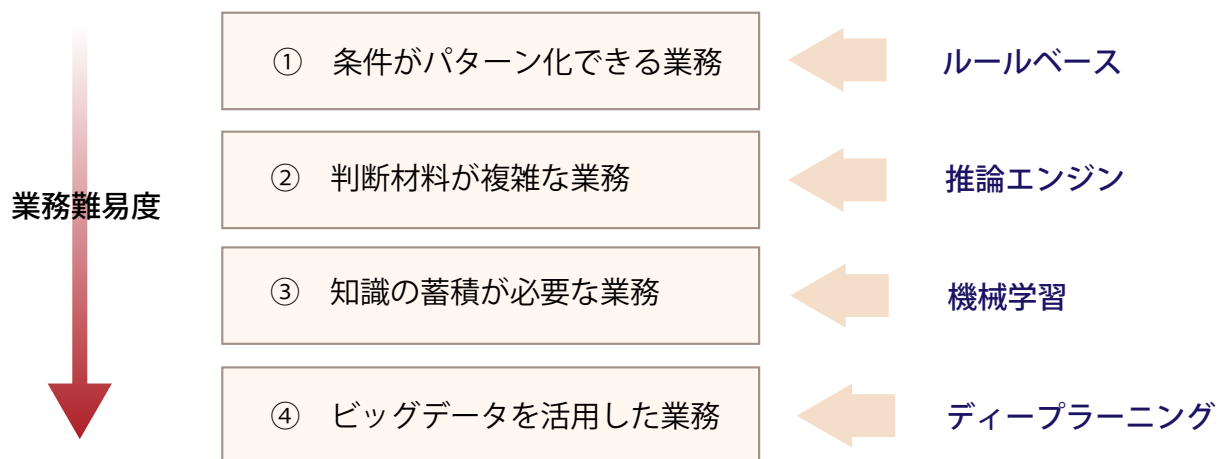 ① 条件がパターン化できる業務
ルールベース
② 判断材料が複雑な業務
推論エンジン
業務難易度
③ 知識の蓄積が必要な業務
機械学習
④ ビッグデータを活用した業務
ディープラーニング